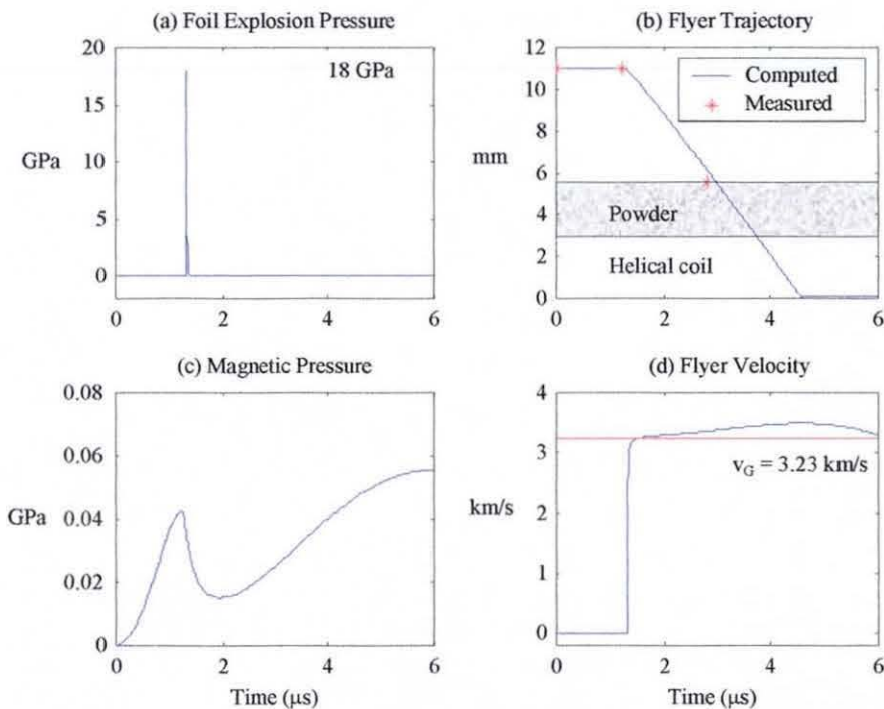 (a) Foil Explosion Pressure
20
18 GPa
15
GPa
10
5
0
0 2 4 6
(b) Flyer Trajectory
12
Computed
Measured
10
8
mm
6
Powder
4
2
Helical coil
0
0 2 4 6
(c) Magnetic Pressure
0.08
0.06
GPa
0.04
0.02
0
0 2 4 6
Time (μs)
(d) Flyer Velocity
4
3
vG = 3.23 km/s
km/s
2
1
0
0 2 4 6
Time (μs)